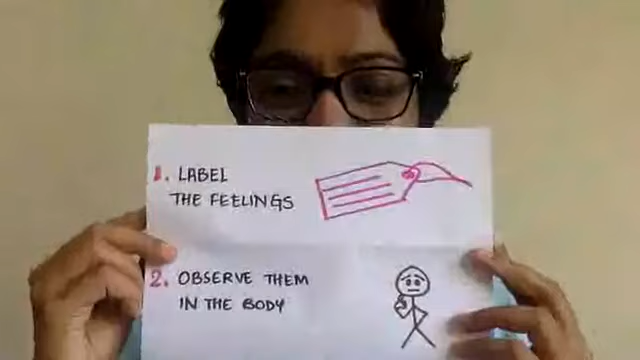 1. LABEL
THE FEELINGS
2. OBSERVE THEM
IN THE BODY